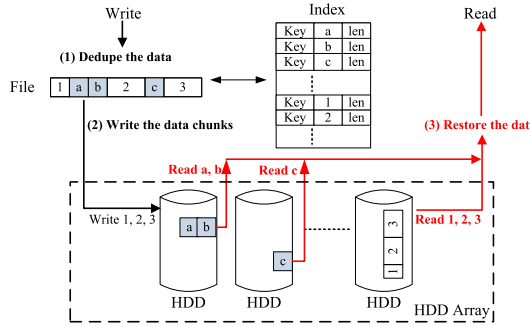 Write
Index
Read
(1) Dedupe the data
Key a len
Key b len
Key c len
File 1 a b 2 c 3
Key 1 len
Key 2 len
(2) Write the data chunks
(3) Restore the dat
Read a, b
Read c
Write 1, 2, 3
a b
c
1 2 3
Read 1, 2, 3
HDD
HDD
HDD
HDD Array